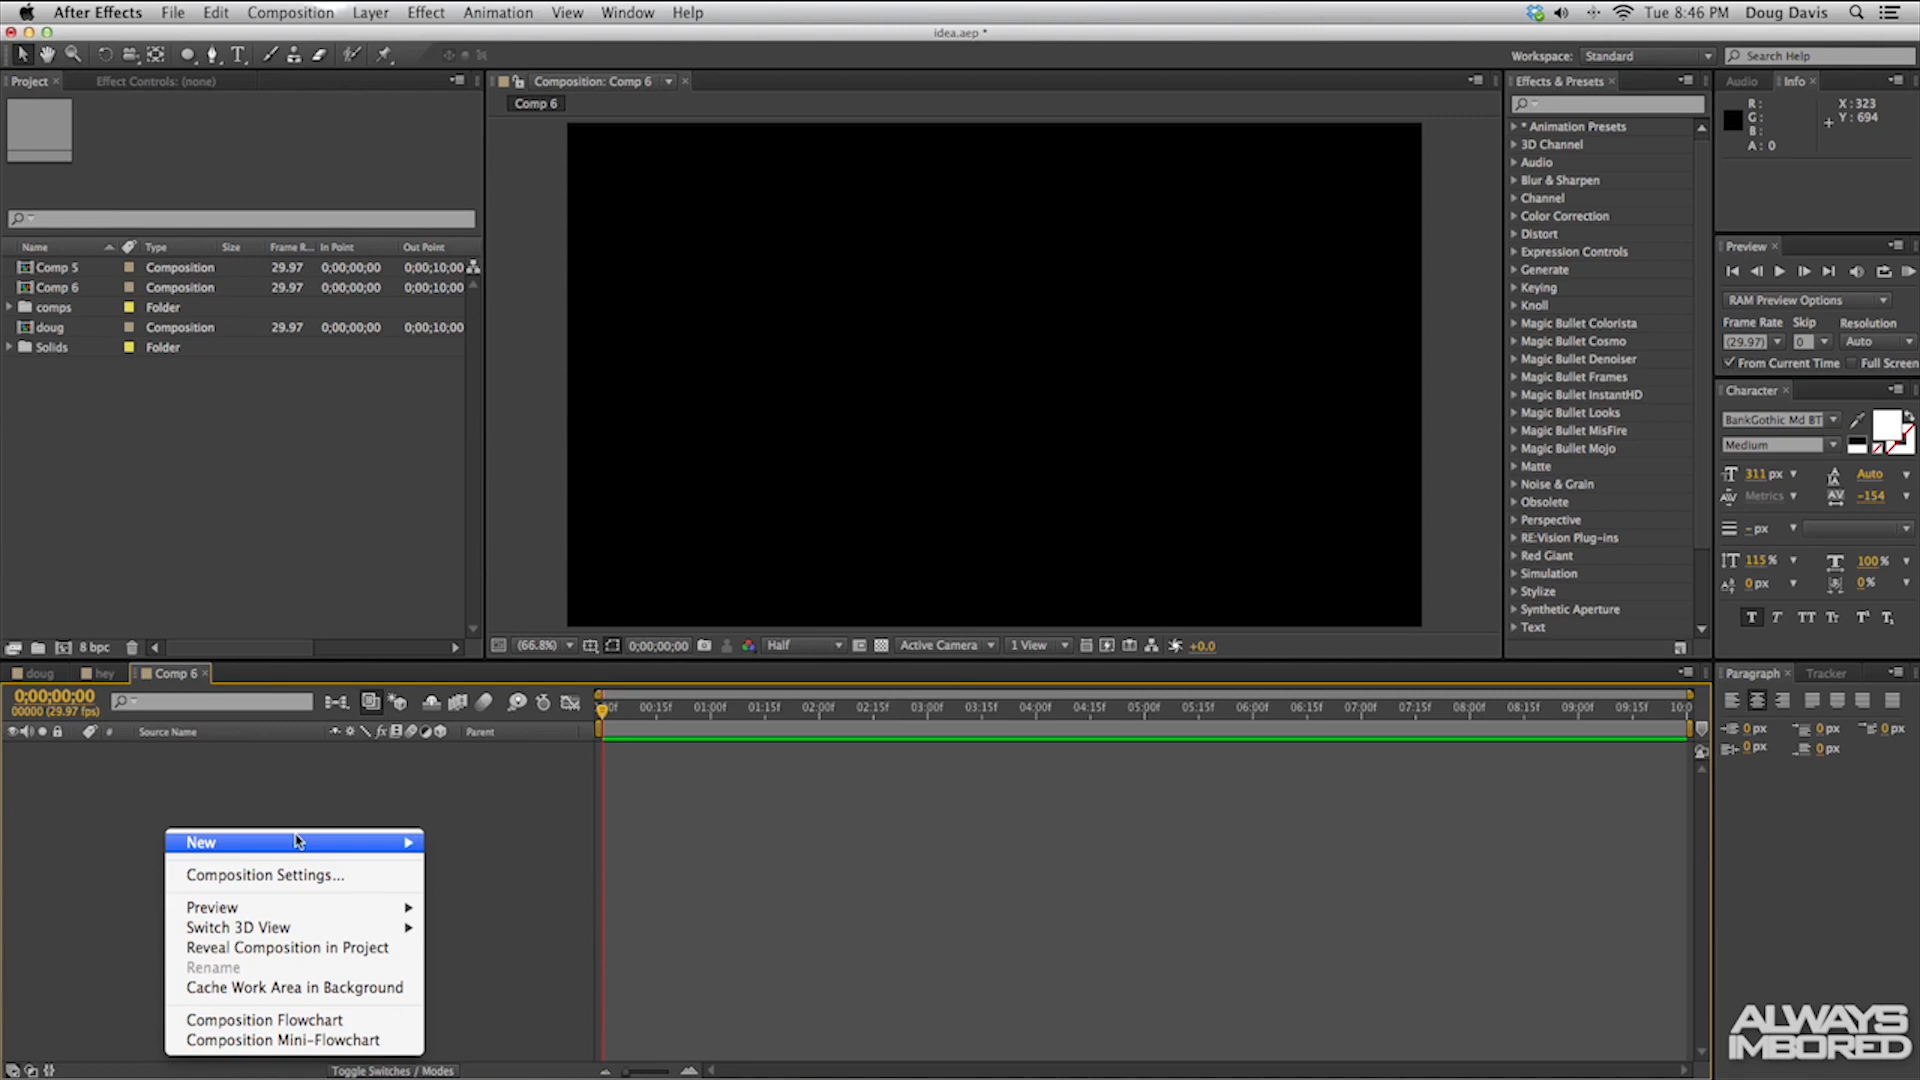 After Effects File Edit Composition Layer Effect Animation View Window Help Tue 8:46 PM Doug Davis
idea.aep *
Workspace: Standard Search Help
Project Effect Controls: (none) Composition: Comp 6 Effects & Presets Audio Info
Comp 6
R: X: 323
G: Y: 694
B:
A: 0
* Animation Presets
3D Channel
Audio
Blur & Sharpen
Channel
Color Correction
Distort
Expression Controls
Generate
Keying
Knoll
Magic Bullet Colorista
Magic Bullet Cosmo
Magic Bullet Denoiser
Magic Bullet Frames
Magic Bullet InstantHD
Magic Bullet Looks
Magic Bullet MisFire
Magic Bullet Mojo
Matte
Noise & Grain
Obsolete
Perspective
RE:Vision Plug-ins
Red Giant
Simulation
Stylize
Synthetic Aperture
Text
Name Type Size Frame R... In Point Out Point
Comp 5 Composition 29.97 0;00;00;00 0;00;10;00
Comp 6 Composition 29.97 0;00;00;00 0;00;10;00
comps Folder
doug Composition 29.97 0;00;00;00 0;00;10;00
Solids Folder
Preview
RAM Preview Options
Frame Rate Skip Resolution
(29.97) 0 Auto
From Current Time Full Screen
Character
BankGothic Md BT
Medium
311 px Auto
Metrics -154
- px
115 % 100 %
0 px 0 %
T T TT Tr T¹ T₁
8 bpc
(66.8%) 0;00;00;00 Half Active Camera 1 View +0.0
doug hey Comp 6
0;00;00;00
00000 (29.97 fps)
00f 00:15f 01:00f 01:15f 02:00f 02:15f 03:00f 03:15f 04:00f 04:15f 05:00f 05:15f 06:00f 06:15f 07:00f 07:15f 08:00f 08:15f 09:00f 09:15f 10:0
# Source Name fx Parent
Paragraph Tracker
0 px 0 px 0 px
0 px 0 px
New
Composition Settings...
Preview
Switch 3D View
Reveal Composition in Project
Rename
Cache Work Area in Background
Composition Flowchart
Composition Mini-Flowchart
Toggle Switches / Modes
ALWAYS
IMBORED